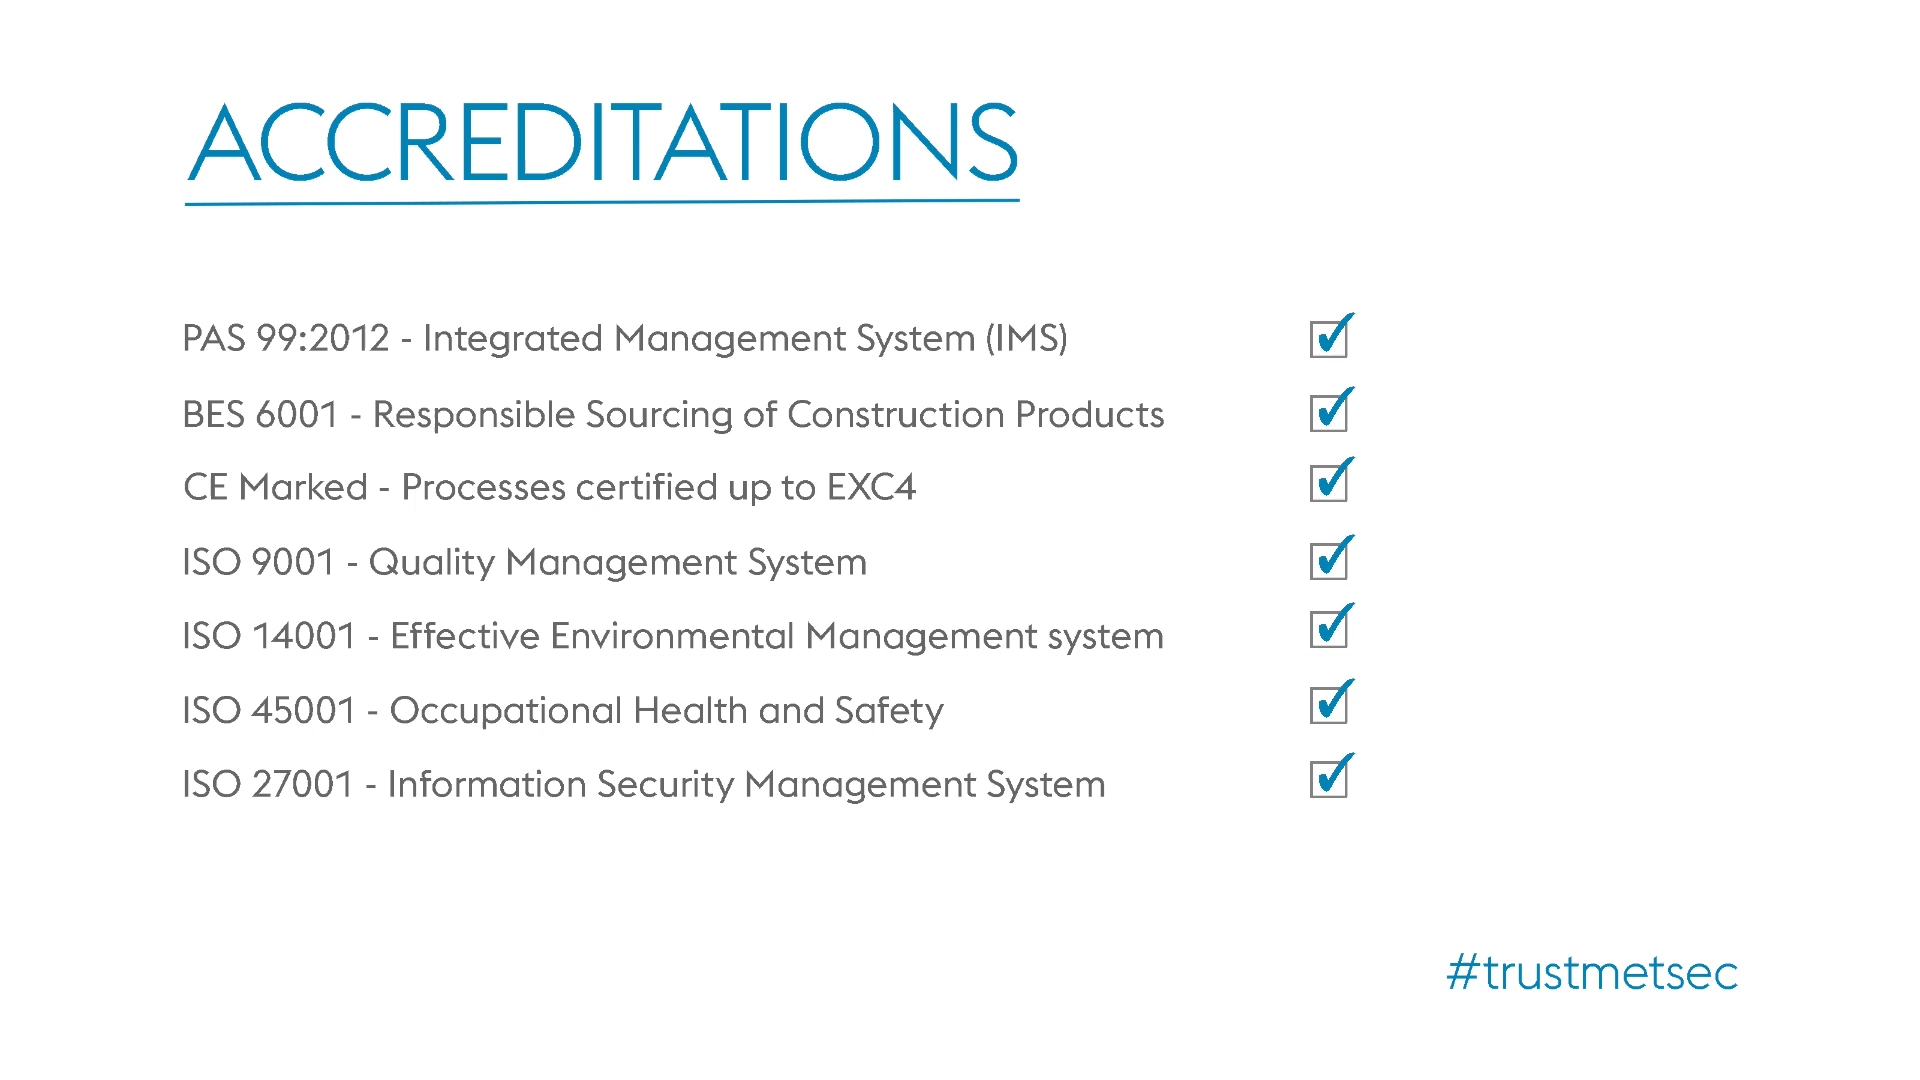 ACCREDITATIONS
PAS 99:2012 - Integrated Management System (IMS)
BES 6001 - Responsible Sourcing of Construction Products
CE Marked - Processes certified up to EXC4
ISO 9001 - Quality Management System
ISO 14001 - Effective Environmental Management system
ISO 45001 - Occupational Health and Safety
ISO 27001 - Information Security Management System
#trustmetsec